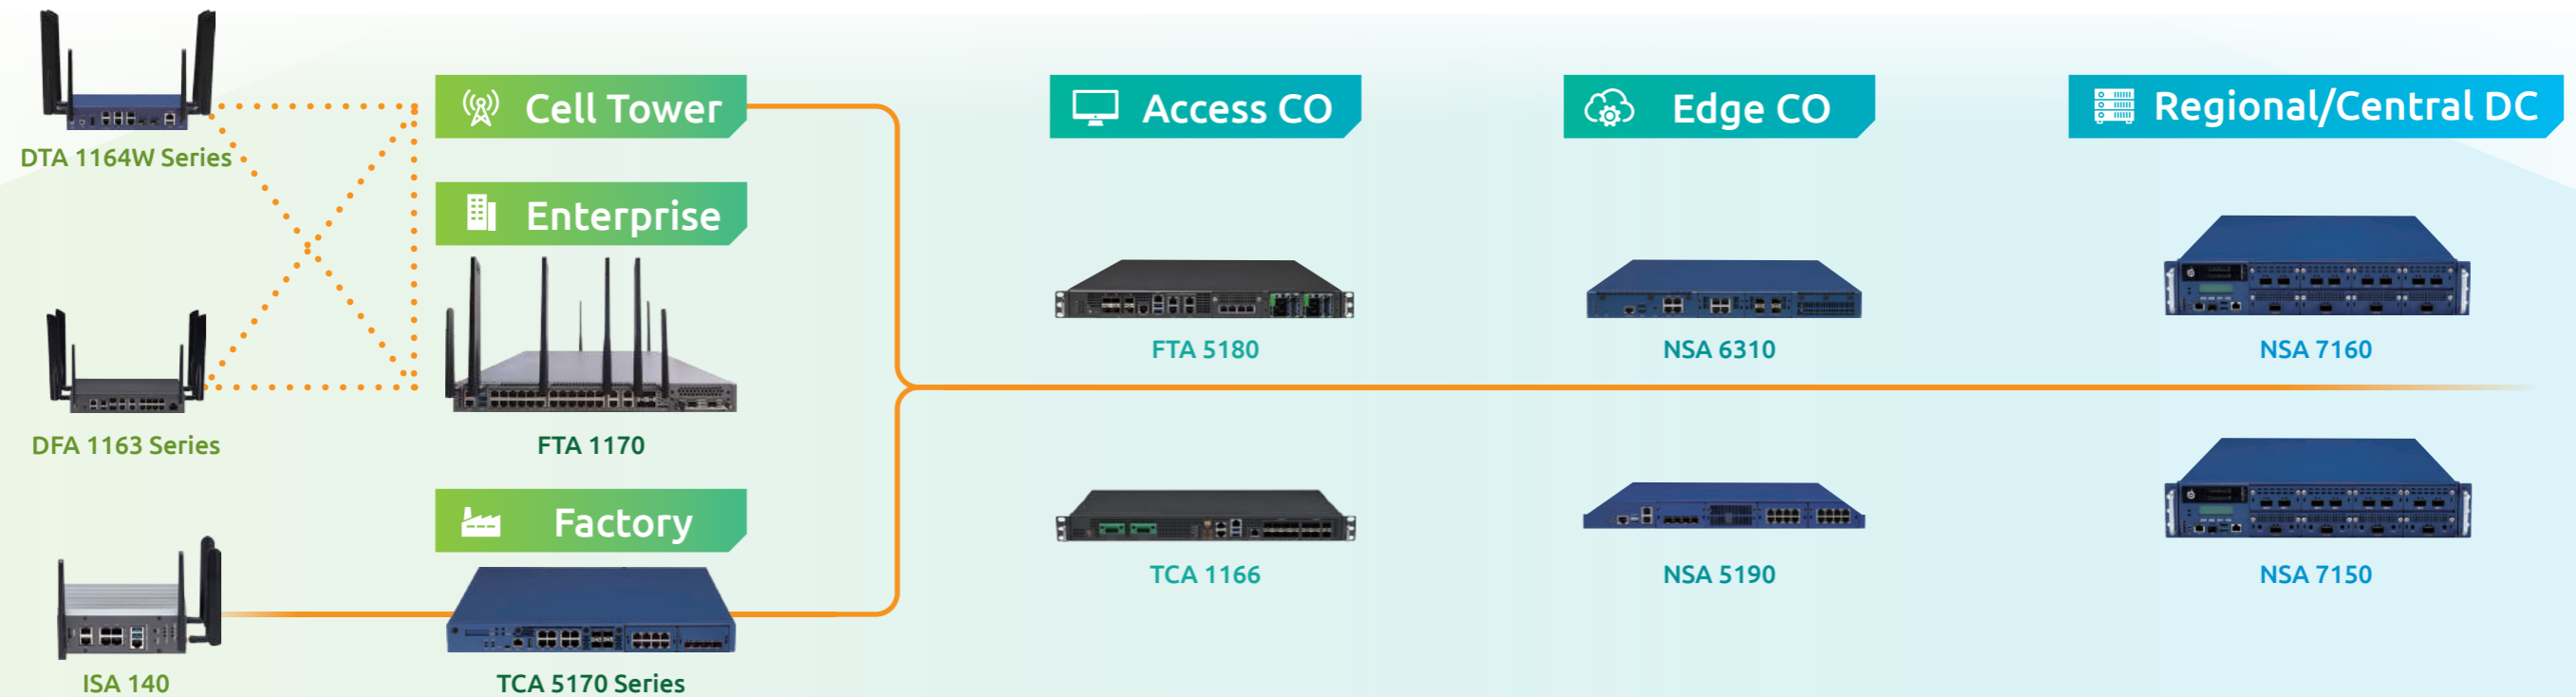 DTA 1164W Series
DFA 1163 Series
ISA 140
Cell Tower
Enterprise
FTA 1170
Factory
TCA 5170 Series
Access CO
FTA 5180
TCA 1166
Edge CO
NSA 6310
NSA 5190
Regional/Central DC
NSA 7160
NSA 7150